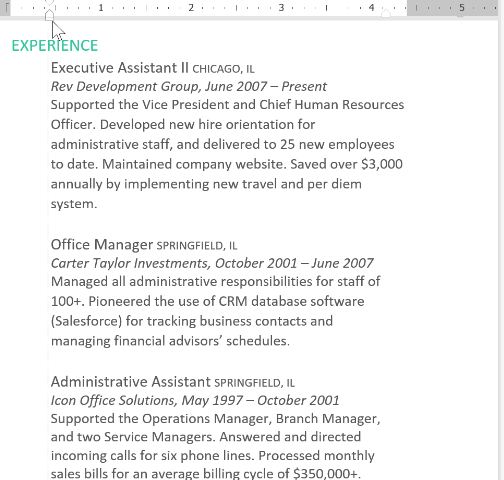 1 2 3 4 5
EXPERIENCE
Executive Assistant II CHICAGO, IL
Rev Development Group, June 2007 – Present
Supported the Vice President and Chief Human Resources
Officer. Developed new hire orientation for
administrative staff, and delivered to 25 new employees
to date. Maintained company website. Saved over $3,000
annually by implementing new travel and per diem
system.
Office Manager SPRINGFIELD, IL
Carter Taylor Investments, October 2001 – June 2007
Managed all administrative responsibilities for staff of
100+. Pioneered the use of CRM database software
(Salesforce) for tracking business contacts and
managing financial advisors’ schedules.
Administrative Assistant SPRINGFIELD, IL
Icon Office Solutions, May 1997 – October 2001
Supported the Operations Manager, Branch Manager,
and two Service Managers. Answered and directed
incoming calls for six phone lines. Processed monthly
sales bills for an average billing cycle of $350,000+.